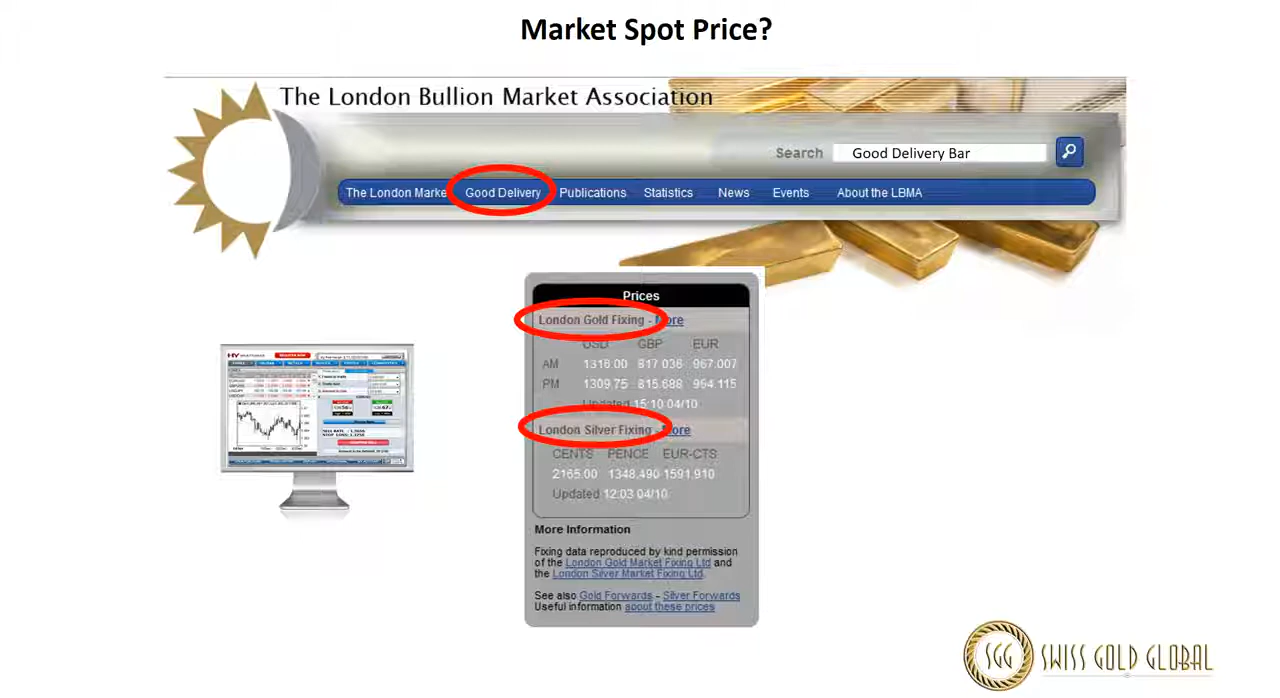 Market Spot Price?
The London Bullion Market Association
Search Good Delivery Bar
The London Marke Good Delivery Publications Statistics News Events About the LBMA
Prices
London Gold Fixing - More
USD GBP EUR
AM 1316.00 817.036 967.007
PM 1309.75 815.688 964.115
Updated 15:10 04/10
London Silver Fixing - More
CENTS PENCE EUR-CTS
2165.00 1348.490 1591.910
Updated 12:03 04/10
More Information
Fixing data reproduced by kind permission
of the London Gold Market Fixing Ltd and
the London Silver Market Fixing Ltd.
See also Gold Forwards - Silver Forwards
Useful information about these prices
SGG SWISS GOLD GLOBAL